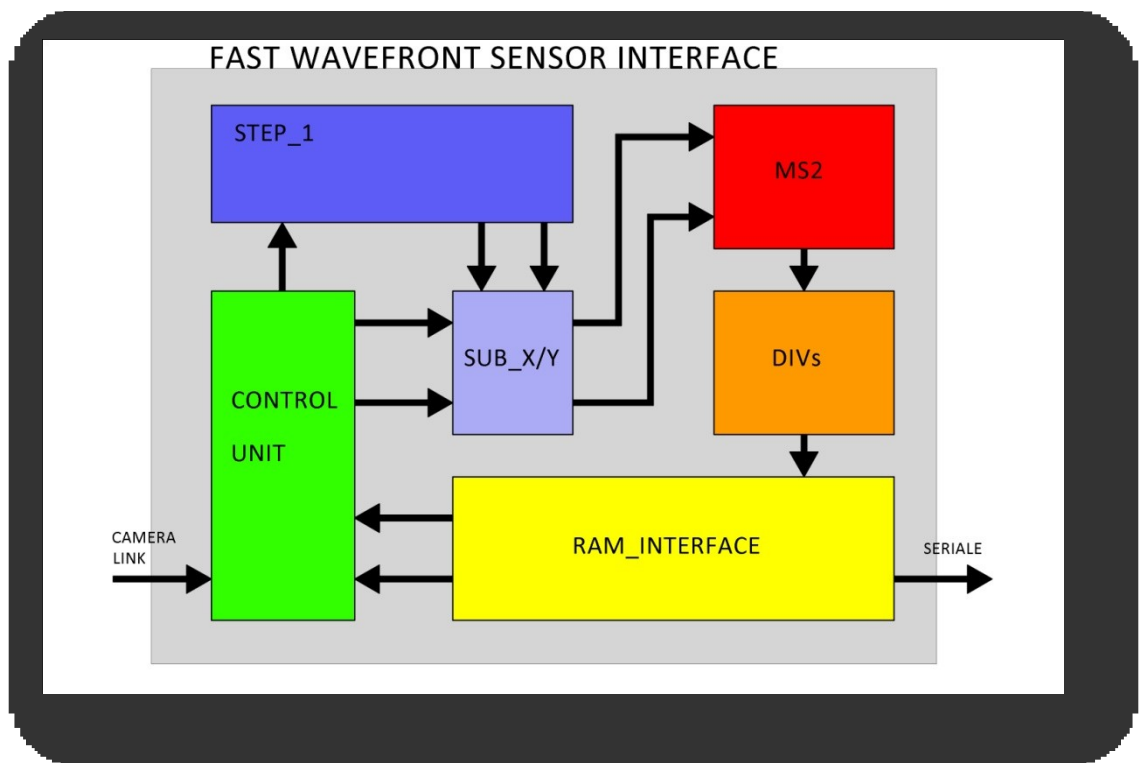 FAST WAVEFRONT SENSOR INTERFACE
STEP_1
MS2
SUB_X/Y
DIVs
CONTROL
UNIT
RAM_INTERFACE
CAMERA
LINK
SERIALE